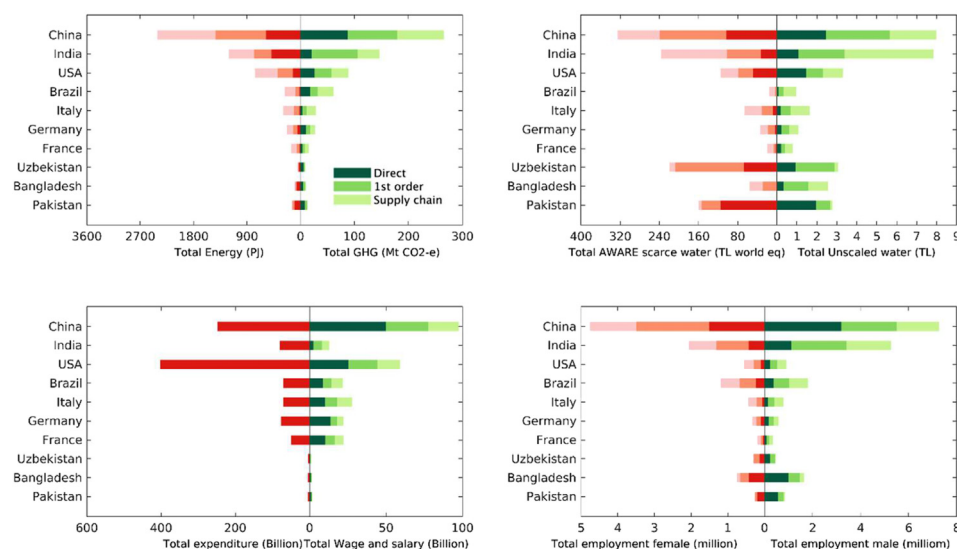 China
India
USA
Brazil
Italy
Germany
France
Uzbekistan
Bangladesh
Pakistan
Direct
1st order
Supply chain
3600 2700 1800 900 0 100 200 300
Total Energy (PJ) Total GHG (Mt CO2-e)
China
India
USA
Brazil
Italy
Germany
France
Uzbekistan
Bangladesh
Pakistan
400 320 240 160 80 0 1 2 3 4 5 6 7 8 9
Total AWARE scarce water (TL world eq) Total Unscaled water (TL)
China
India
USA
Brazil
Italy
Germany
France
Uzbekistan
Bangladesh
Pakistan
600 400 200 0 50 100
Total expenditure (Billion) Total Wage and salary (Billion)
China
India
USA
Brazil
Italy
Germany
France
Uzbekistan
Bangladesh
Pakistan
5 4 3 2 1 0 2 4 6 8
Total employment female (million) Total employment male (milliom)